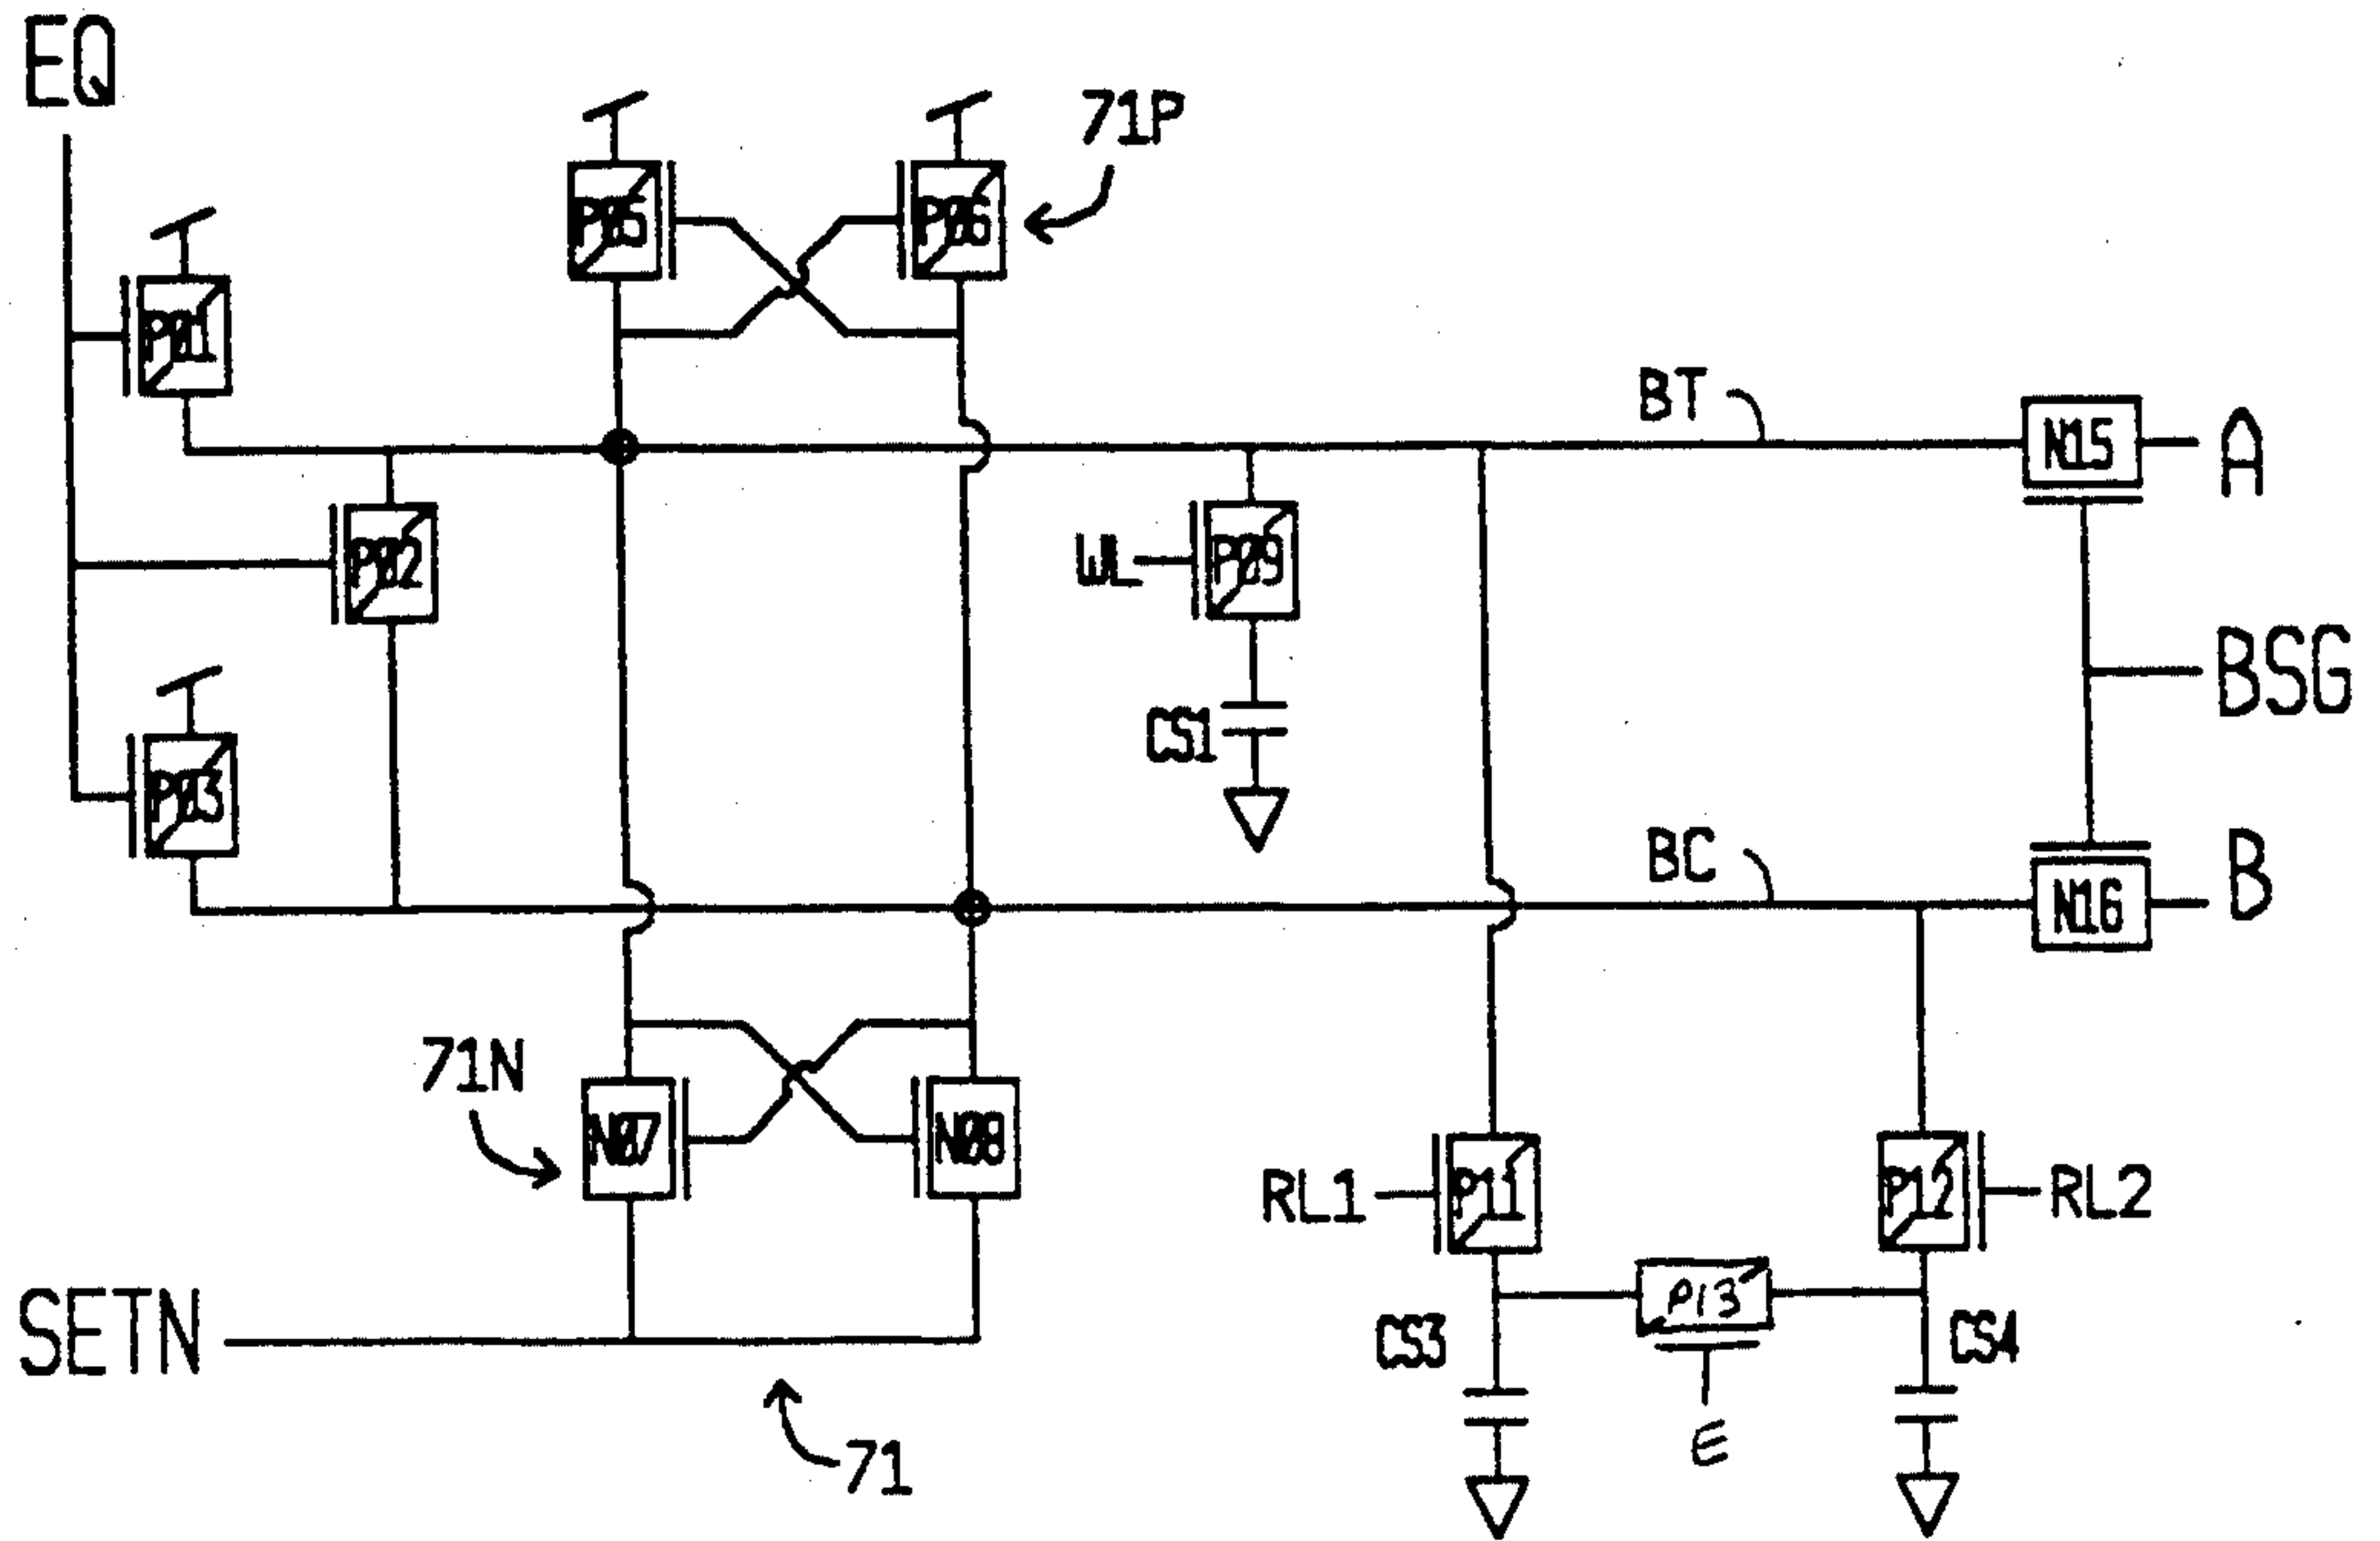 EQ
71P
P05
P06
P01
BT
N15
A
P02
WL
P09
BSG
CS1
P03
BC
B
N16
71N
N07
N08
RL1
P11
P12
RL2
P13
SETN
CS3
CS4
E
71